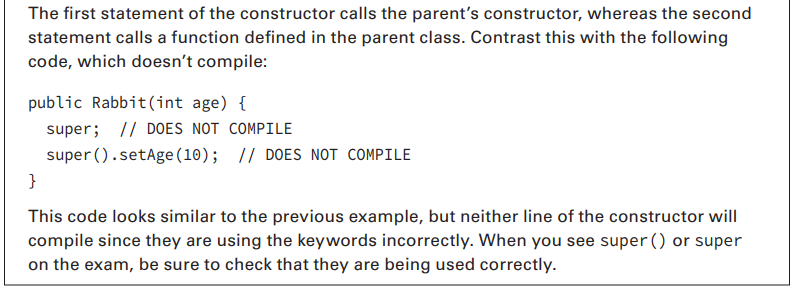 The first statement of the constructor calls the parent’s constructor, whereas the second
statement calls a function defined in the parent class. Contrast this with the following
code, which doesn’t compile:
public Rabbit(int age) {
  super;  // DOES NOT COMPILE
  super().setAge(10);  // DOES NOT COMPILE
}
This code looks similar to the previous example, but neither line of the constructor will
compile since they are using the keywords incorrectly. When you see super() or super
on the exam, be sure to check that they are being used correctly.